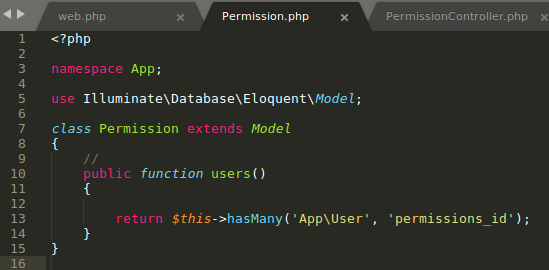 web.php × Permission.php × PermissionController.php ×
1 <?php
2
3 namespace App;
4
5 use Illuminate\Database\Eloquent\Model;
6
7 class Permission extends Model
8 {
9 //
10 public function users()
11 {
12
13 return $this->hasMany('App\User', 'permissions_id');
14 }
15 }
16